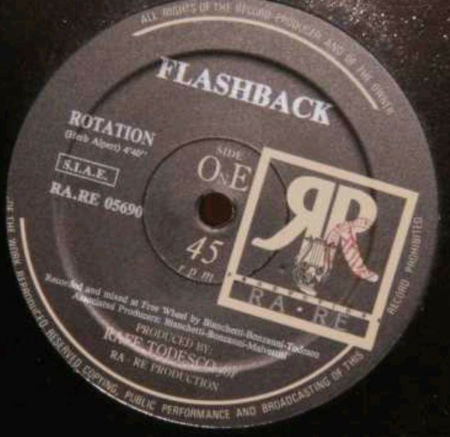 ALL RIGHTS OF THE RECORD PRODUCER AND OF THE OWNER
FLASHBACK
ROTATION
(Herb Alpert) 4'40"
S.I.A.E.
RA.RE 05690
SIDE
ONE
45
rpm
RR
PRODUCTION
RA·RE
Recorded and mixed at Free Wheel by Bianchetti-Bonzanni-Todesco
Associated Producers: Bianchetti-Bonzanni-Malvestiti
PRODUCED BY:
RAFF TODESCO
RA·RE PRODUCTION
OF THE WORK REPRODUCED RESERVED COPYING, PUBLIC PERFORMANCE AND BROADCASTING OF THIS RECORD PROHIBITED